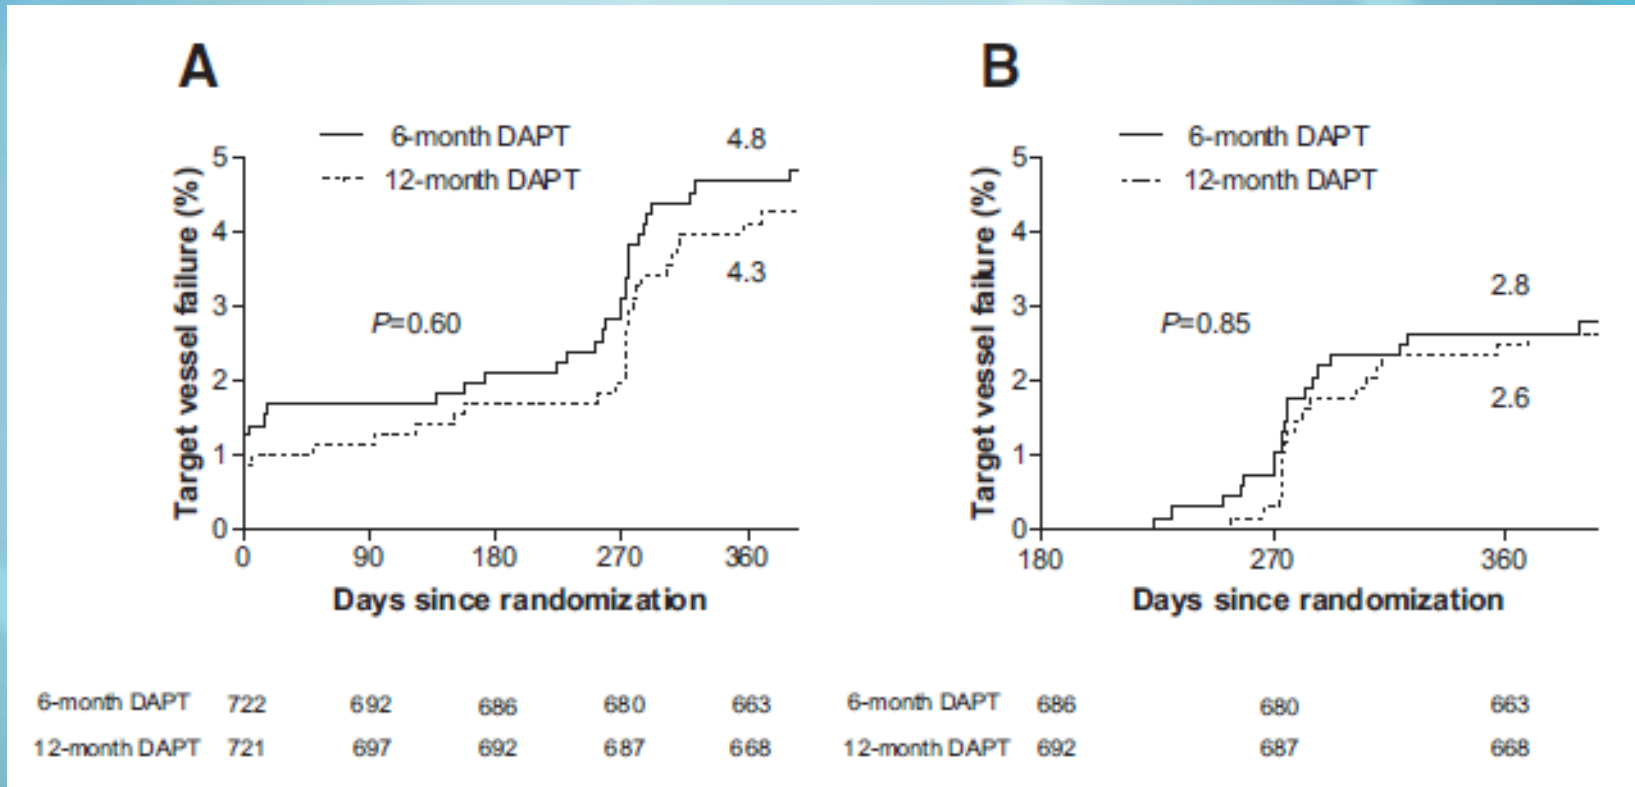 A
6-month DAPT
12-month DAPT
4.8
4.3
P=0.60
Target vessel failure (%)
5
4
3
2
1
0
0 90 180 270 360
Days since randomization
6-month DAPT 722 692 686 680 663
12-month DAPT 721 697 692 687 668
B
6-month DAPT
12-month DAPT
2.8
2.6
P=0.85
Target vessel failure (%)
5
4
3
2
1
0
180 270 360
Days since randomization
6-month DAPT 686 680 663
12-month DAPT 692 687 668